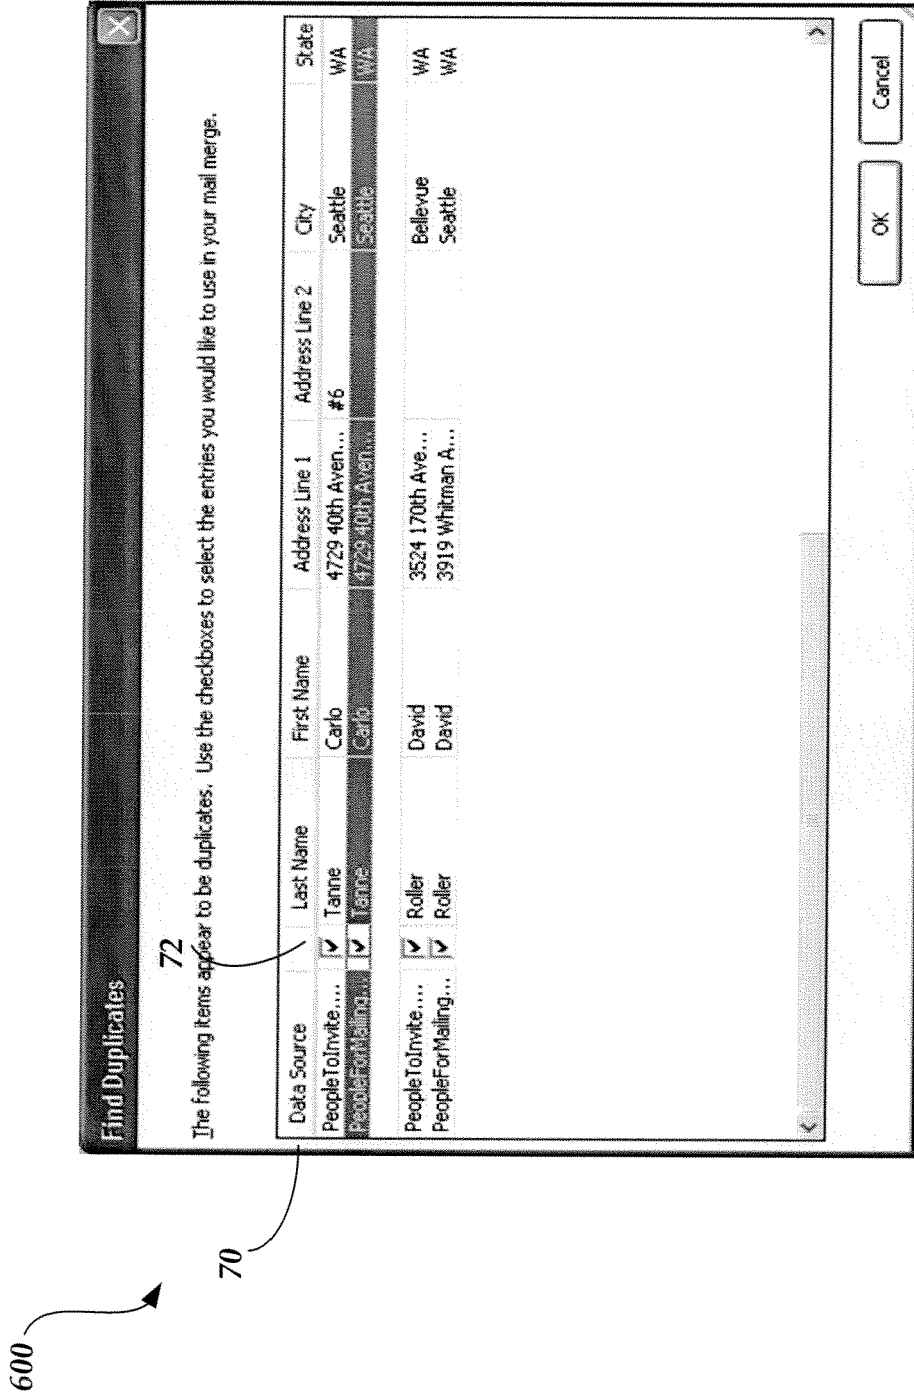 600
70
72
Find Duplicates
The following items appear to be duplicates. Use the checkboxes to select the entries you would like to use in your mail merge.
Data Source Last Name First Name Address Line 1 Address Line 2 City State
PeopleToInvite.... Tanne Carlo 4729 40th Aven... #6 Seattle WA
PeopleForMailing... Tanne Carlo 4729 40th Aven... Seattle WA
PeopleToInvite.... Roller David 3524 170th Ave... Bellevue WA
PeopleForMailing... Roller David 3919 Whitman A... Seattle WA
OK Cancel